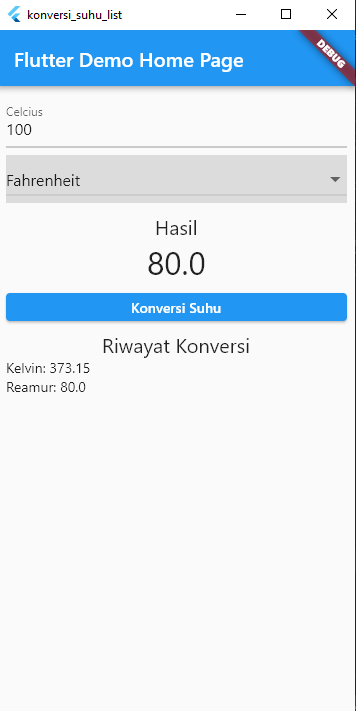 konversi_suhu_list
Flutter Demo Home Page
DEBUG
Celcius
100
Fahrenheit
Hasil
80.0
Konversi Suhu
Riwayat Konversi
Kelvin: 373.15
Reamur: 80.0